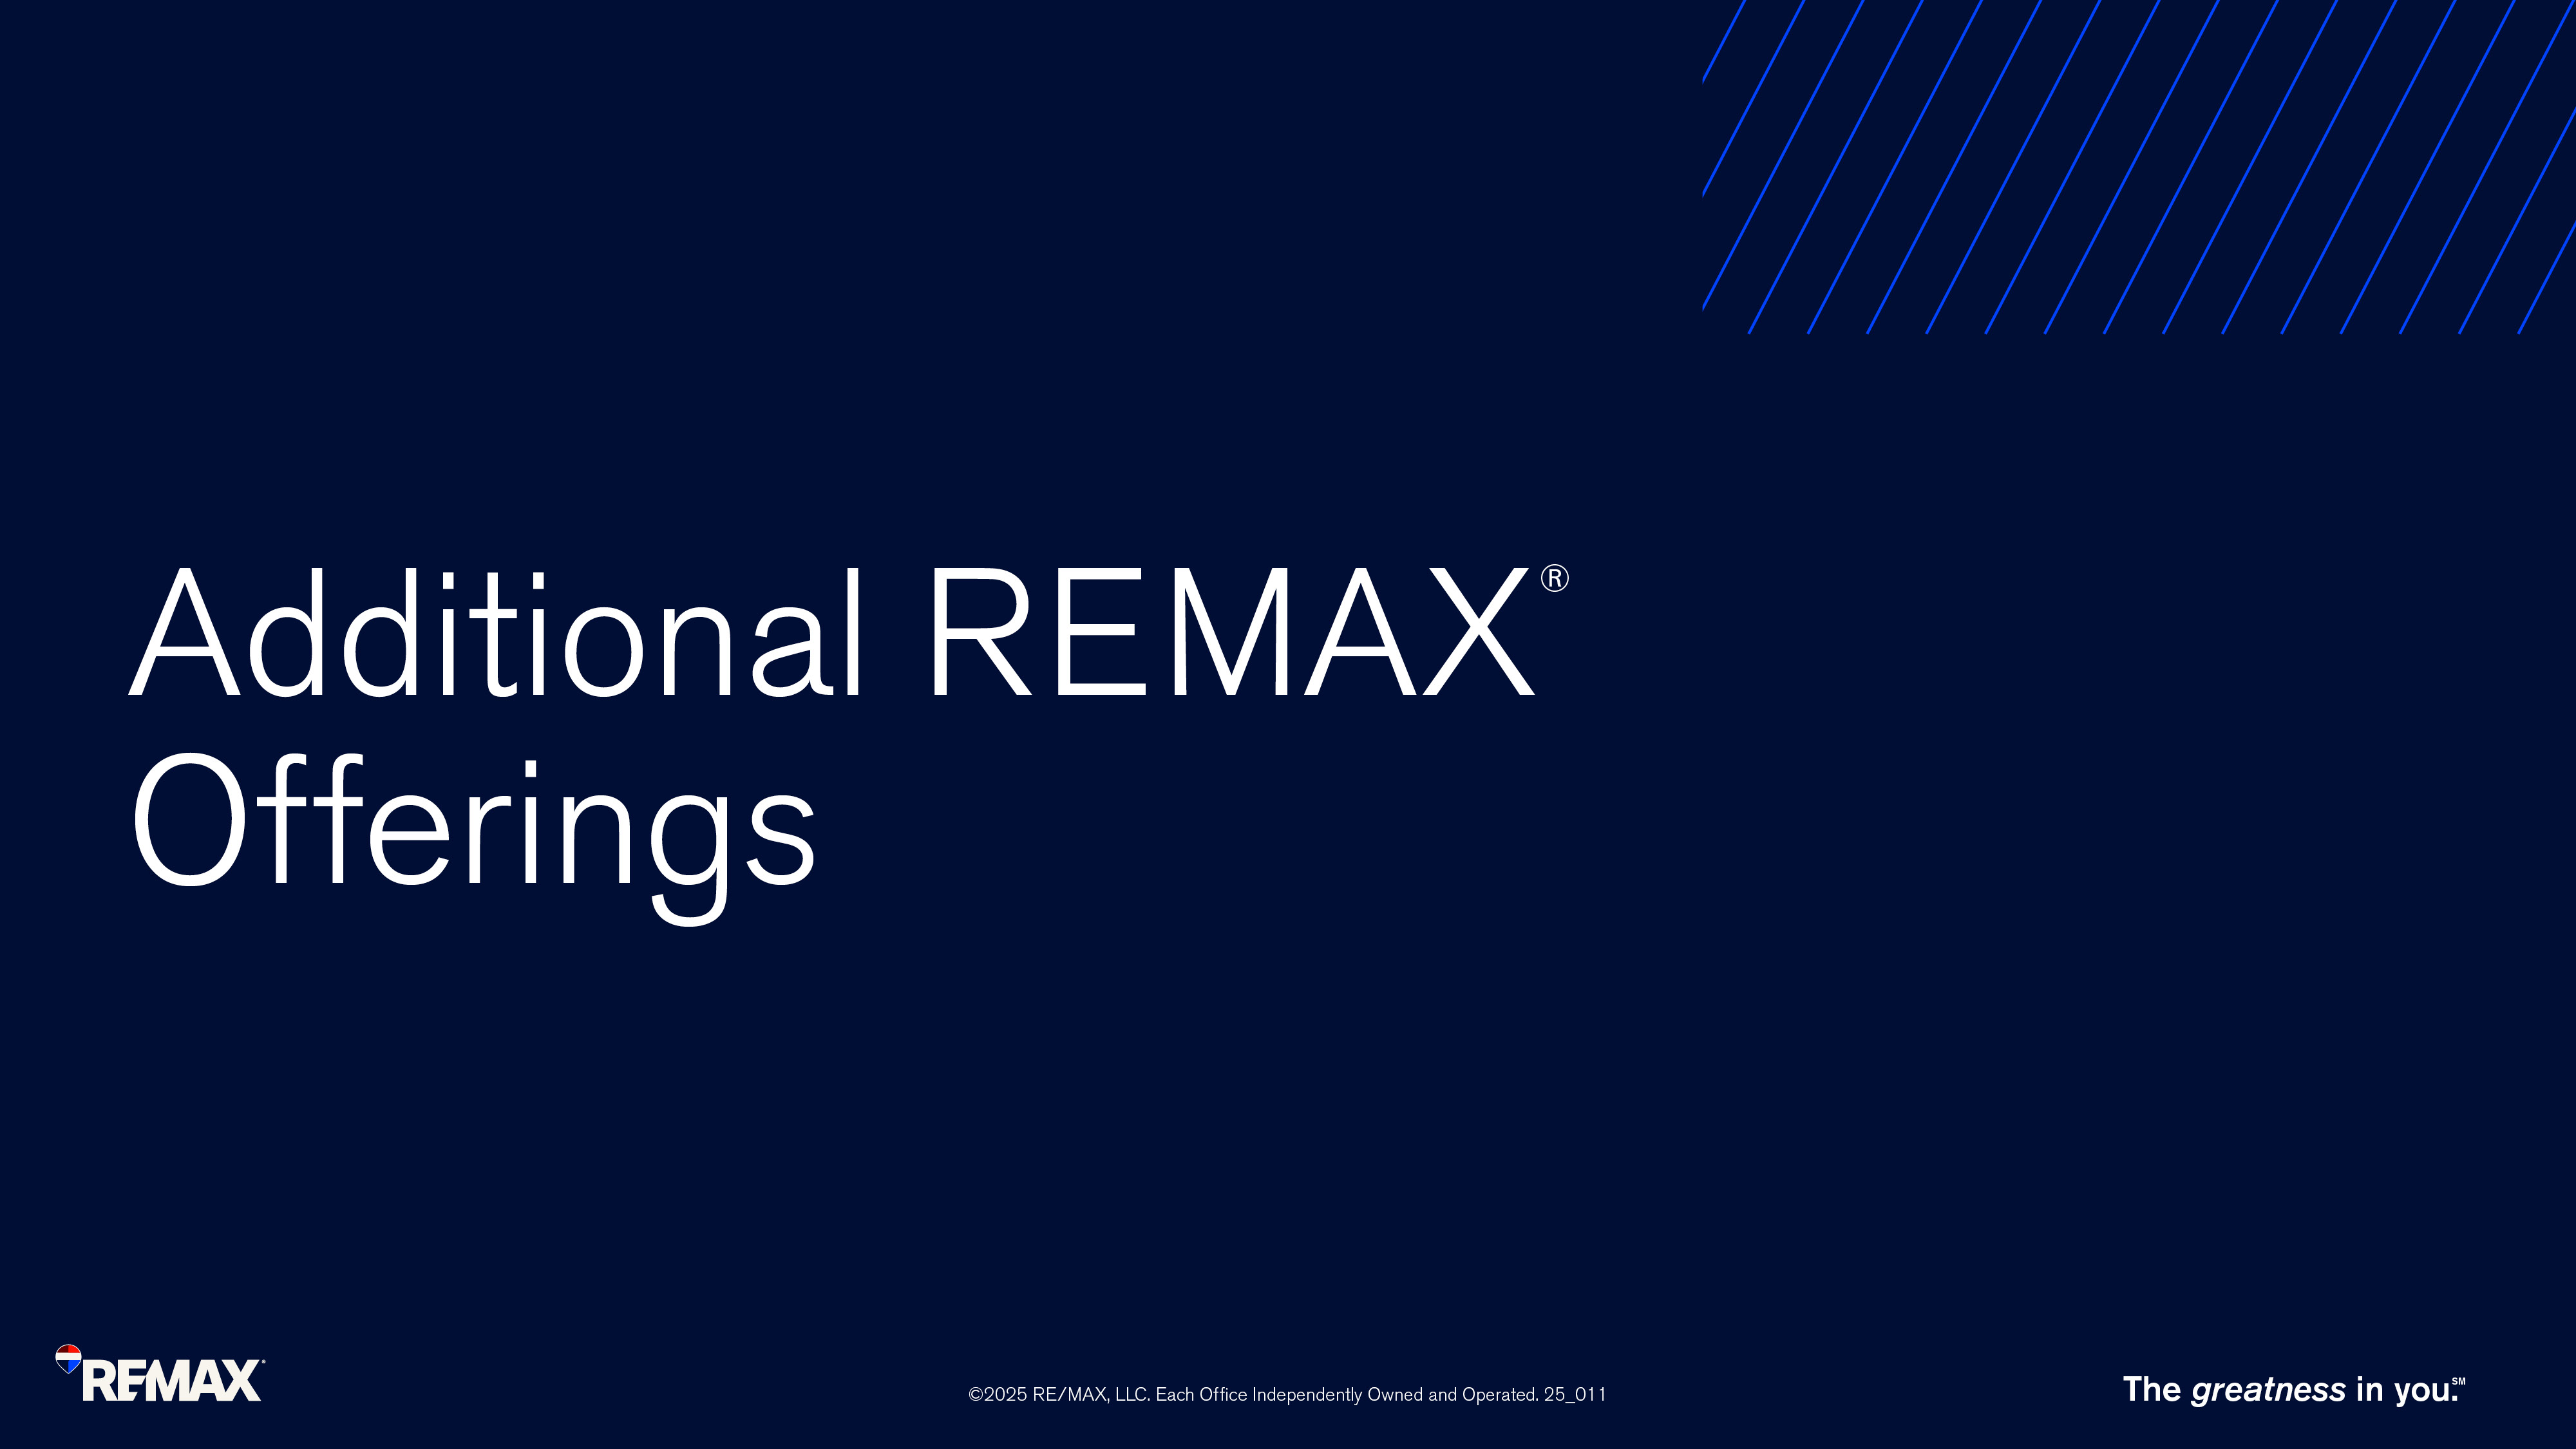 Additional REMAX®
Offerings
REMAX®
©2025 RE/MAX, LLC. Each Office Independently Owned and Operated. 25_011
The greatness in you.℠